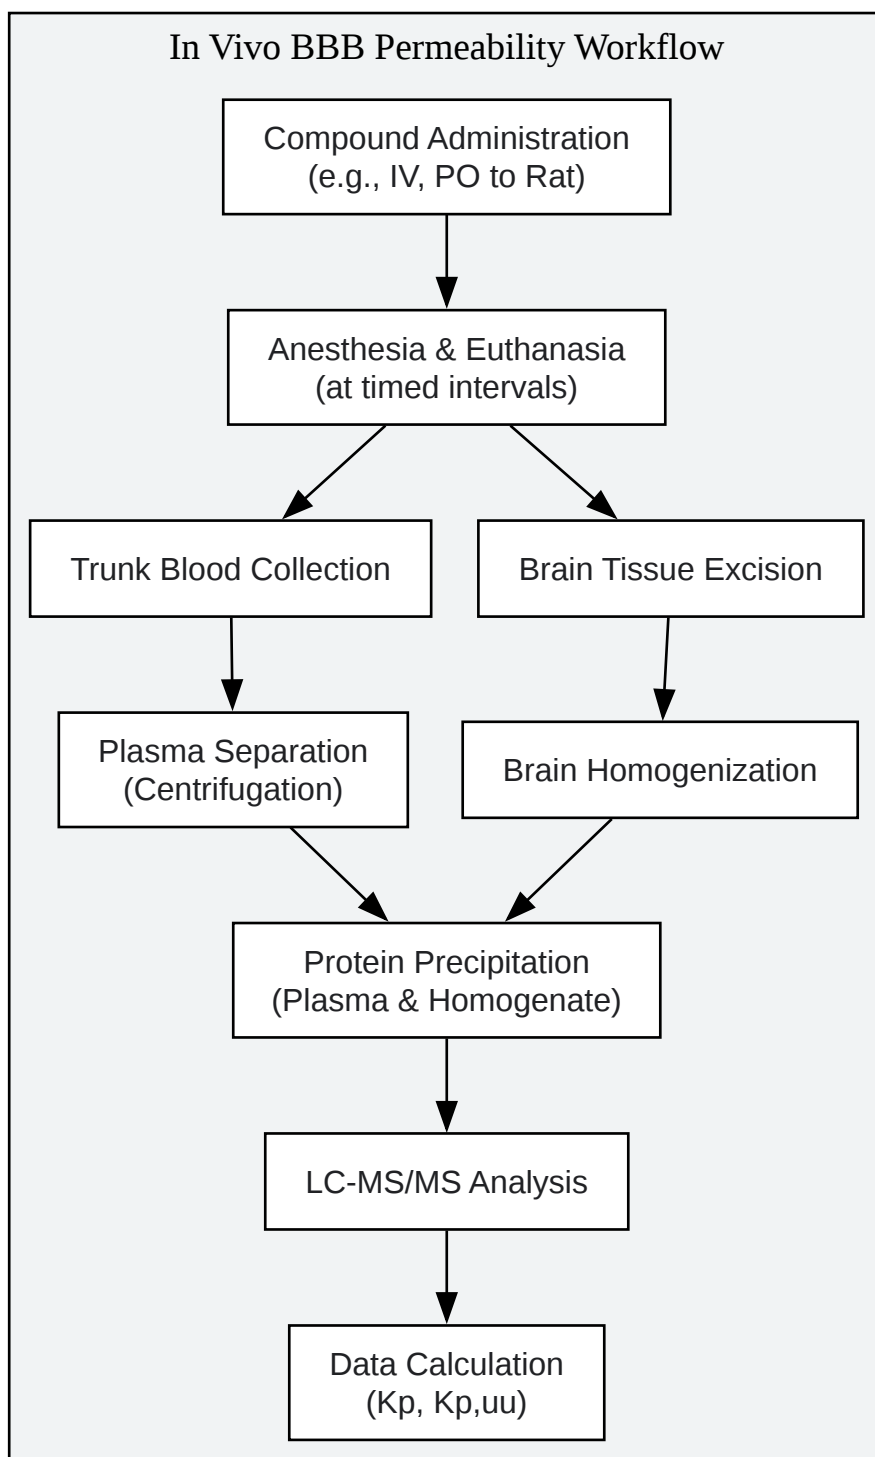 In Vivo BBB Permeability Workflow
Compound Administration
(e.g., IV, PO to Rat)
Anesthesia & Euthanasia
(at timed intervals)
Trunk Blood Collection
Brain Tissue Excision
Plasma Separation
(Centrifugation)
Brain Homogenization
Protein Precipitation
(Plasma & Homogenate)
LC-MS/MS Analysis
Data Calculation
(Kp, Kp,uu)